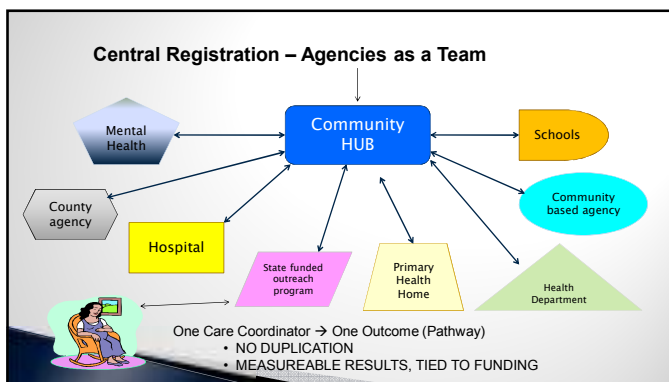 Central Registration – Agencies as a Team
Community
HUB
Mental
Health
Schools
County
agency
Community
based agency
Hospital
State funded
outreach
program
Primary
Health
Home
Health
Department
One Care Coordinator → One Outcome (Pathway)
• NO DUPLICATION
• MEASUREABLE RESULTS, TIED TO FUNDING